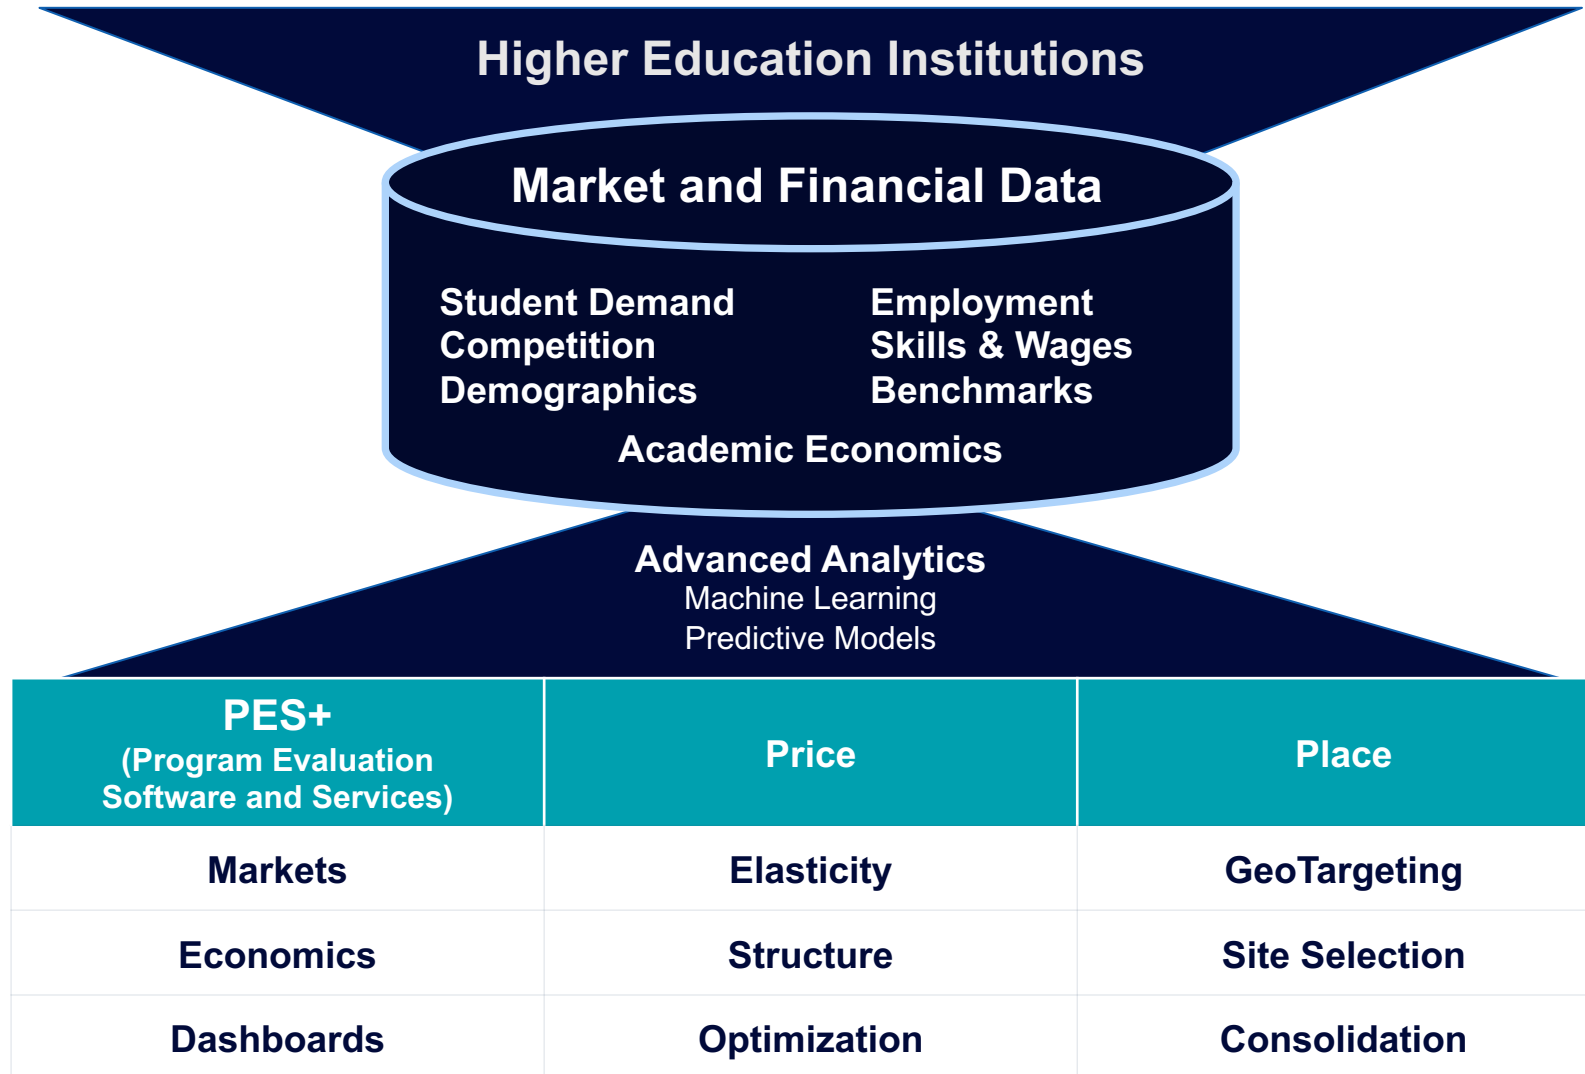 Higher Education Institutions
Market and Financial Data
Student Demand
Competition
Demographics
Employment
Skills & Wages
Benchmarks
Academic Economics
Advanced Analytics
Machine Learning
Predictive Models
PES+
(Program Evaluation
Software and Services)
Price
Place
Markets
Elasticity
GeoTargeting
Economics
Structure
Site Selection
Dashboards
Optimization
Consolidation